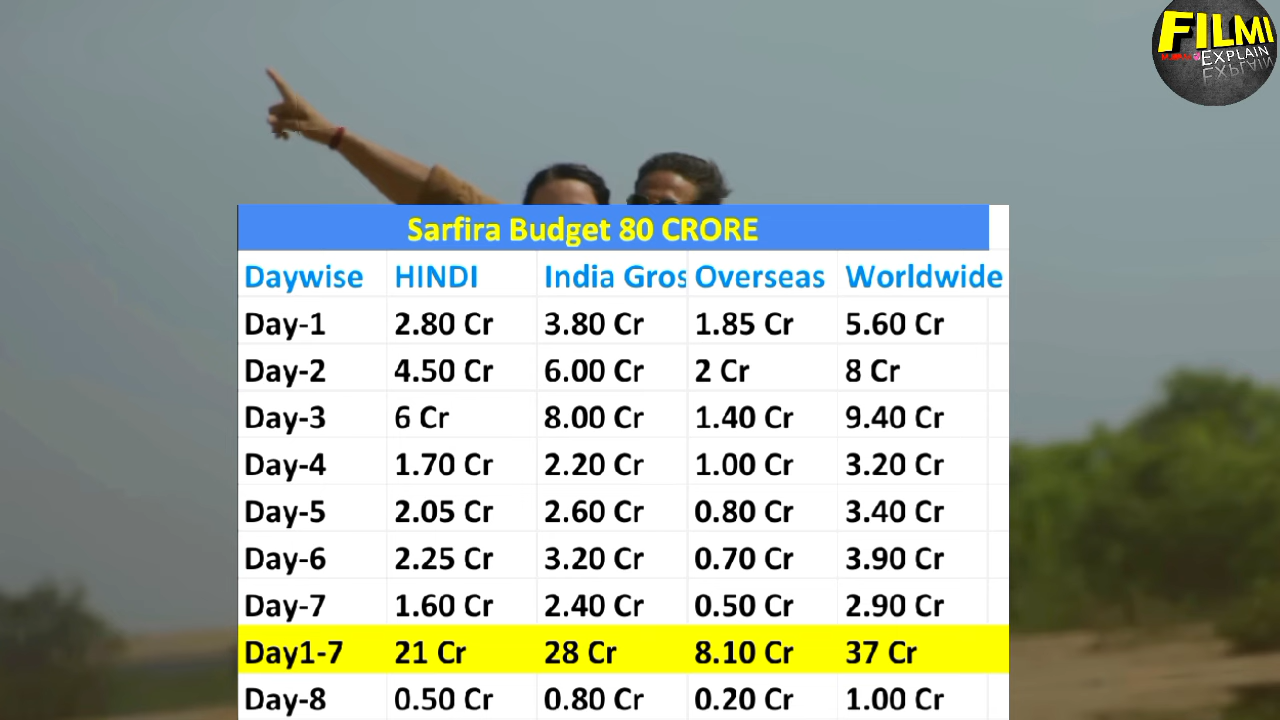 FILMI
EXPLAIN
Sarfira Budget 80 CRORE
Daywise HINDI India Gros Overseas Worldwide
Day-1 2.80 Cr 3.80 Cr 1.85 Cr 5.60 Cr
Day-2 4.50 Cr 6.00 Cr 2 Cr 8 Cr
Day-3 6 Cr 8.00 Cr 1.40 Cr 9.40 Cr
Day-4 1.70 Cr 2.20 Cr 1.00 Cr 3.20 Cr
Day-5 2.05 Cr 2.60 Cr 0.80 Cr 3.40 Cr
Day-6 2.25 Cr 3.20 Cr 0.70 Cr 3.90 Cr
Day-7 1.60 Cr 2.40 Cr 0.50 Cr 2.90 Cr
Day1-7 21 Cr 28 Cr 8.10 Cr 37 Cr
Day-8 0.50 Cr 0.80 Cr 0.20 Cr 1.00 Cr